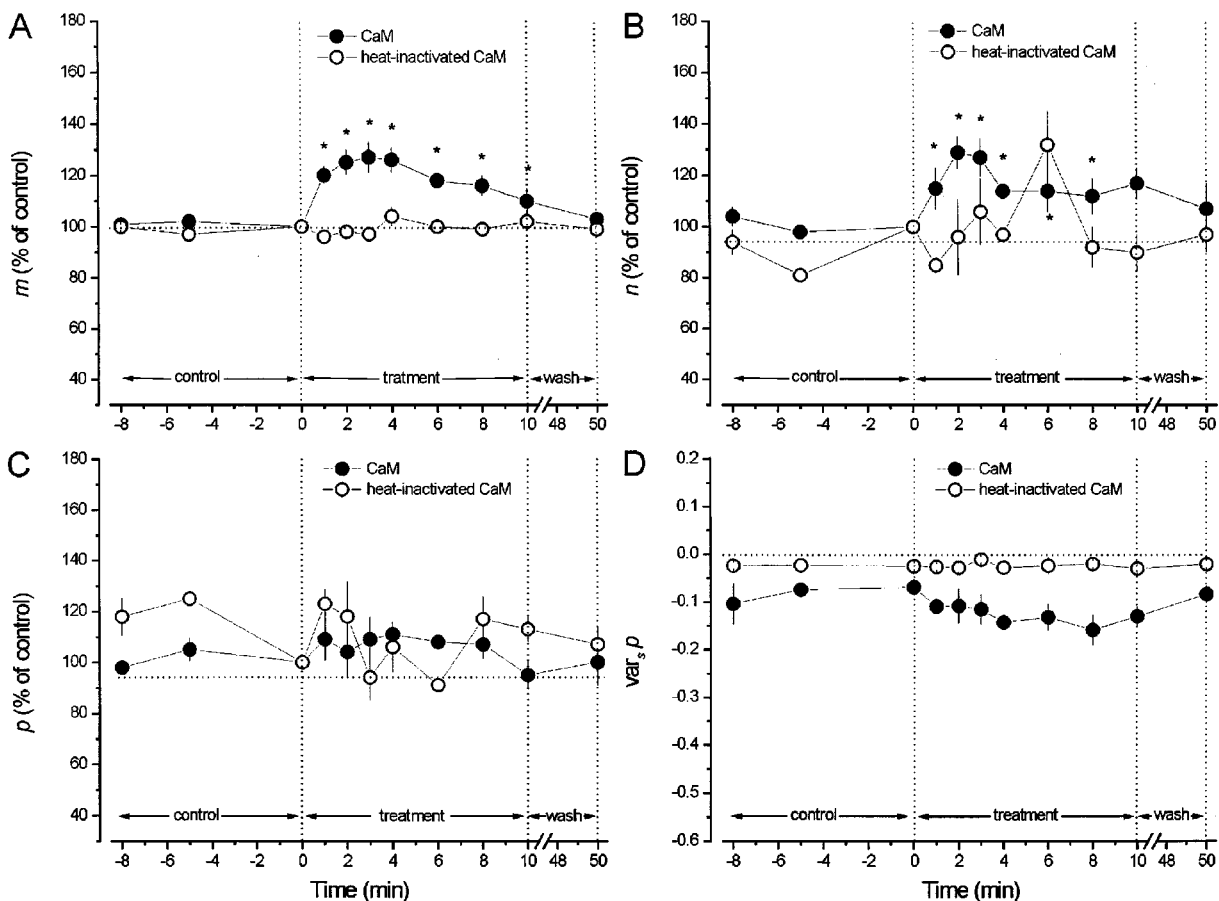 A
180
160
140
120
100
80
60
40
m (% of control)
CaM
heat-inactivated CaM
* * * * * * *
control
tratment
wash
-8 -6 -4 -2 0 2 4 6 8 10 48 50
B
180
160
140
120
100
80
60
40
n (% of control)
CaM
heat-inactivated CaM
* * * * * *
control
treatment
wash
-8 -6 -4 -2 0 2 4 6 8 10 48 50
C
180
160
140
120
100
80
60
40
p (% of control)
CaM
heat-inactivated CaM
control
treatment
wash
-8 -6 -4 -2 0 2 4 6 8 10 48 50
Time (min)
D
0.2
0.1
0.0
-0.1
-0.2
-0.3
-0.4
-0.5
-0.6
varₛ p
CaM
heat-inactivated CaM
control
treatment
wash
-8 -6 -4 -2 0 2 4 6 8 10 48 50
Time (min)